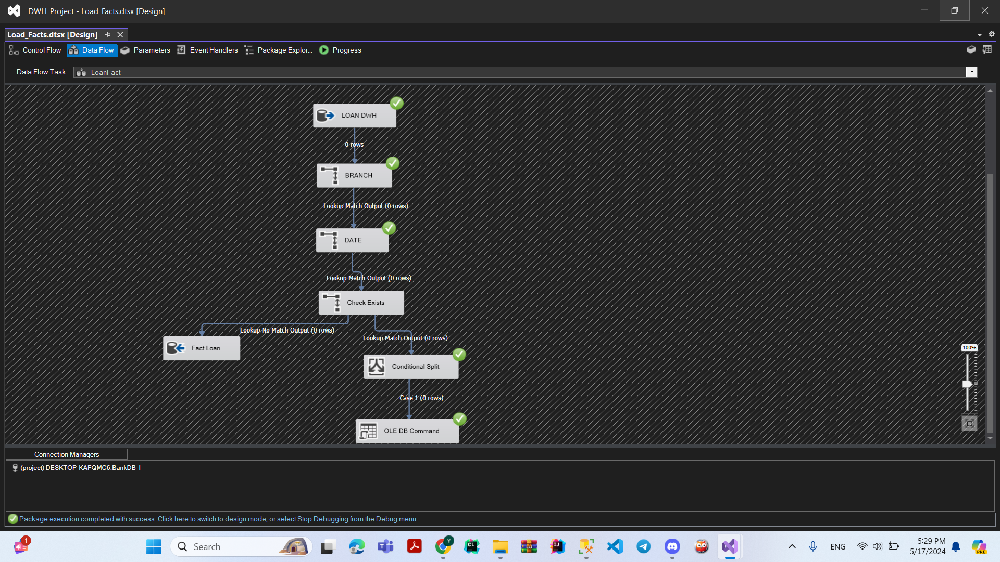 DWH_Project - Load_Facts.dtsx [Design]
Load_Facts.dtsx [Design]
Control Flow
Data Flow
Parameters
Event Handlers
Package Explor...
Progress
Data Flow Task:
LoanFact
LOAN DWH
0 rows
BRANCH
Lookup Match Output (0 rows)
DATE
Lookup Match Output (0 rows)
Check Exists
Lookup No Match Output (0 rows)
Lookup Match Output (0 rows)
Fact Loan
100%
Conditional Split
Case 1 (0 rows)
OLE DB Command
Connection Managers
(project) DESKTOP-KAFQMC6.BankDB 1
Package execution completed with success. Click here to switch to design mode, or select Stop Debugging from the Debug menu.
1
Search
Y
CL
IJ
ENG
5:29 PM
5/17/2024
PRE